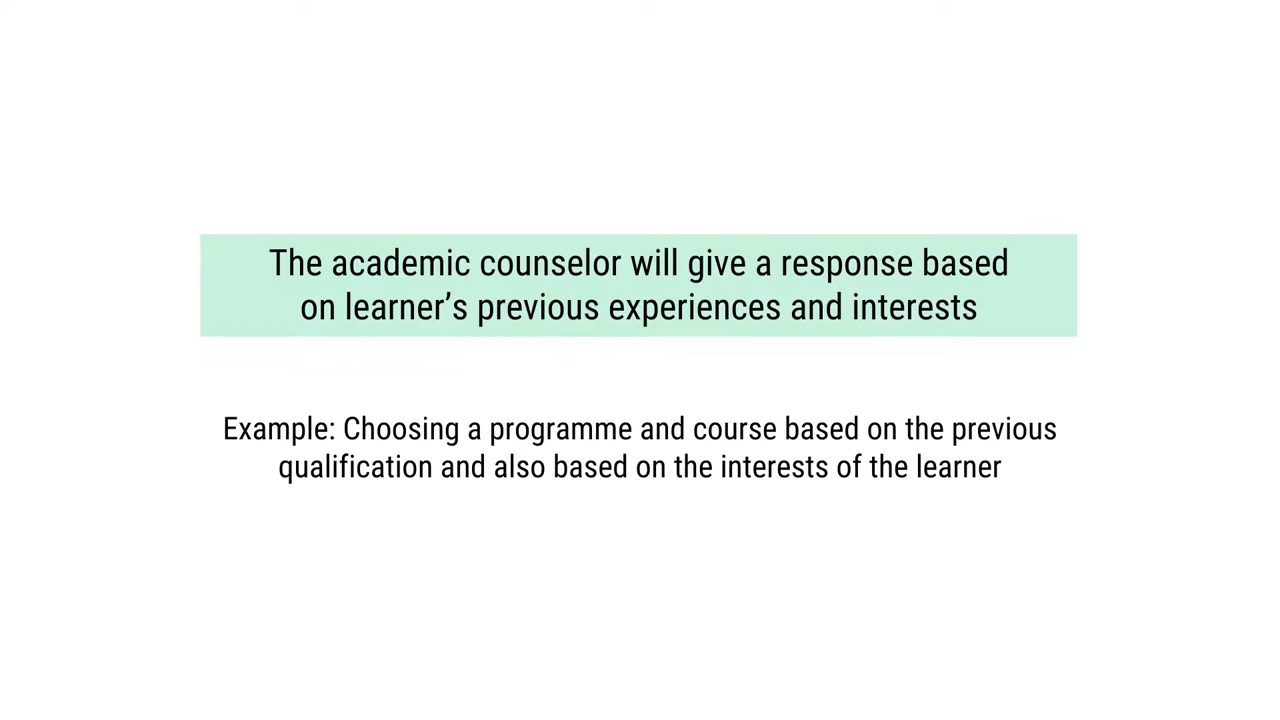 The academic counselor will give a response based
on learner’s previous experiences and interests
Example: Choosing a programme and course based on the previous
qualification and also based on the interests of the learner